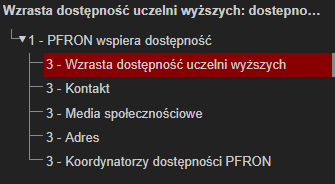 Wzrasta dostępność uczelni wyższych: dostepno...
1 - PFRON wspiera dostępność
3 - Wzrasta dostępność uczelni wyższych
3 - Kontakt
3 - Media społecznościowe
3 - Adres
3 - Koordynatorzy dostępności PFRON